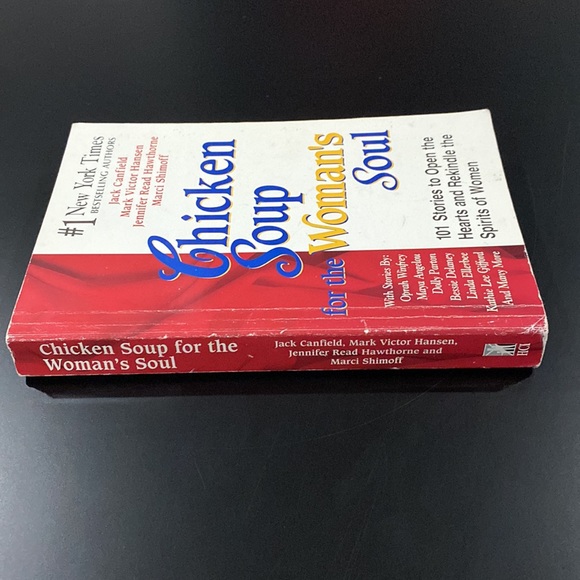 #1 New York Times
BESTSELLING AUTHORS
Jack Canfield
Mark Victor Hansen
Jennifer Read Hawthorne
Marci Shimoff
Chicken
Soup
for the Woman's
Soul
101 Stories to Open the
Hearts and Rekindle the
Spirits of Women
With Stories By:
Oprah Winfrey
Maya Angelou
Dolly Parton
Bessie Delaney
Linda Ellerbee
Kathie Lee Gifford
And Many More
Chicken Soup for the
Woman's Soul
Jack Canfield, Mark Victor Hansen,
Jennifer Read Hawthorne and
Marci Shimoff
HCI